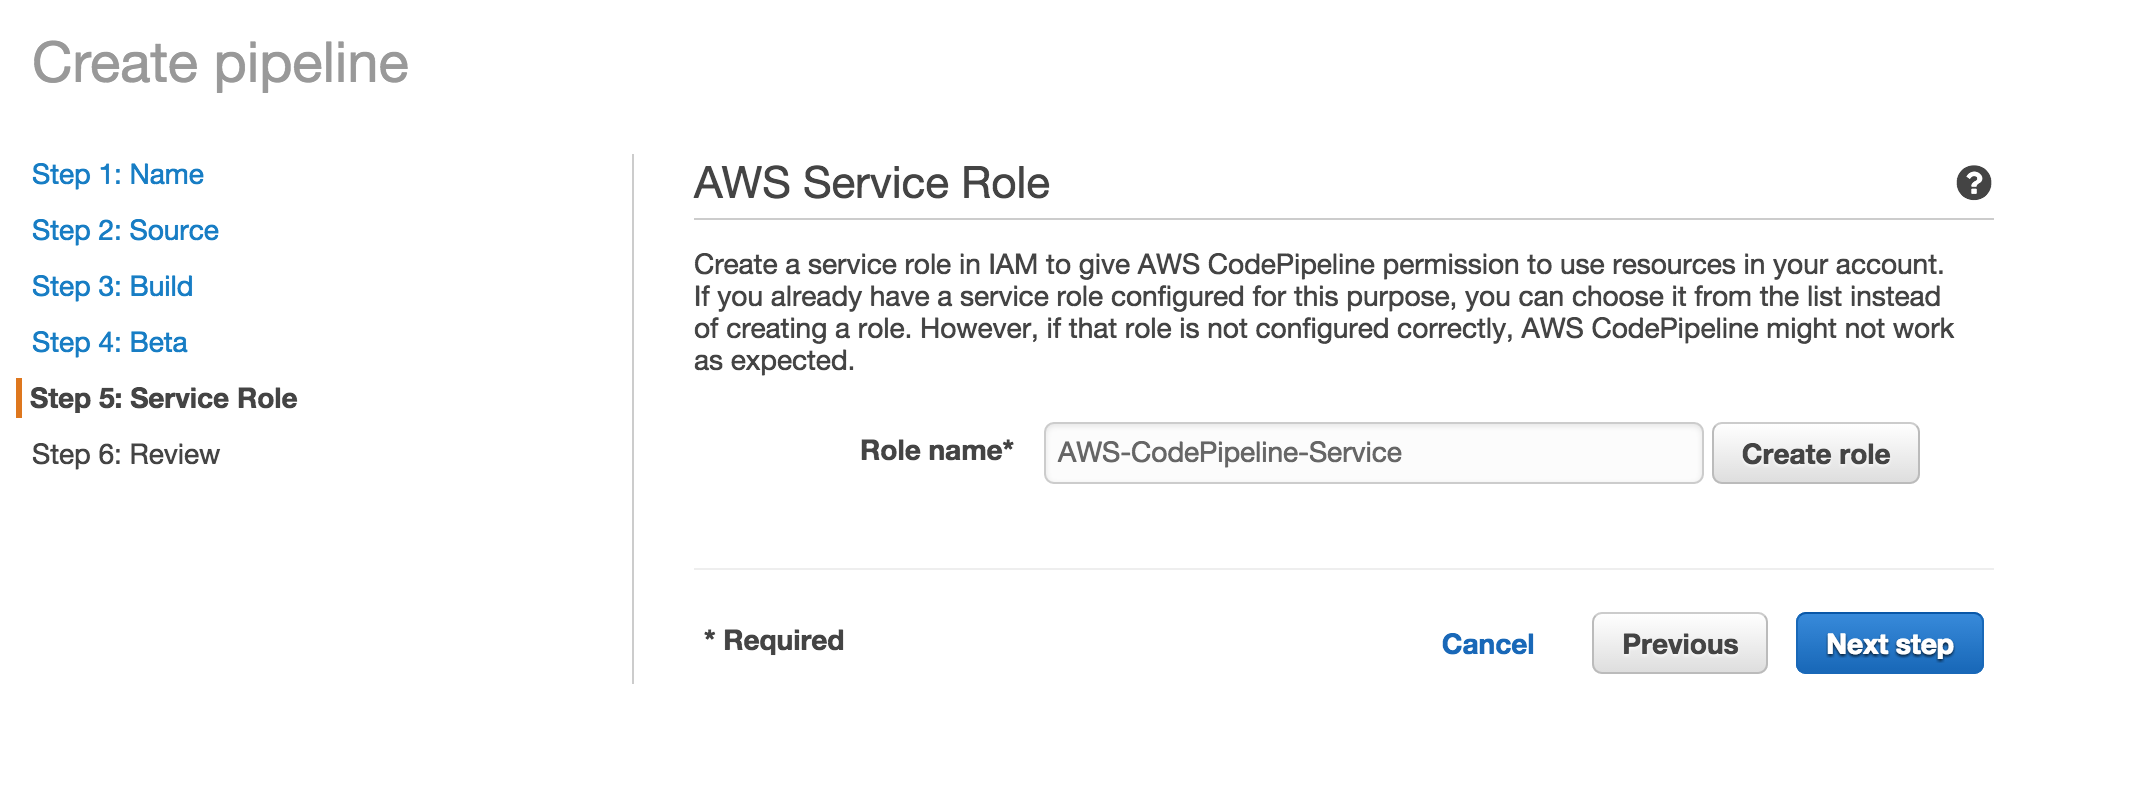 Create pipeline
Step 1: Name
Step 2: Source
Step 3: Build
Step 4: Beta
Step 5: Service Role
Step 6: Review
AWS Service Role
?
Create a service role in IAM to give AWS CodePipeline permission to use resources in your account.
If you already have a service role configured for this purpose, you can choose it from the list instead
of creating a role. However, if that role is not configured correctly, AWS CodePipeline might not work
as expected.
Role name* AWS-CodePipeline-Service Create role
* Required Cancel Previous Next step